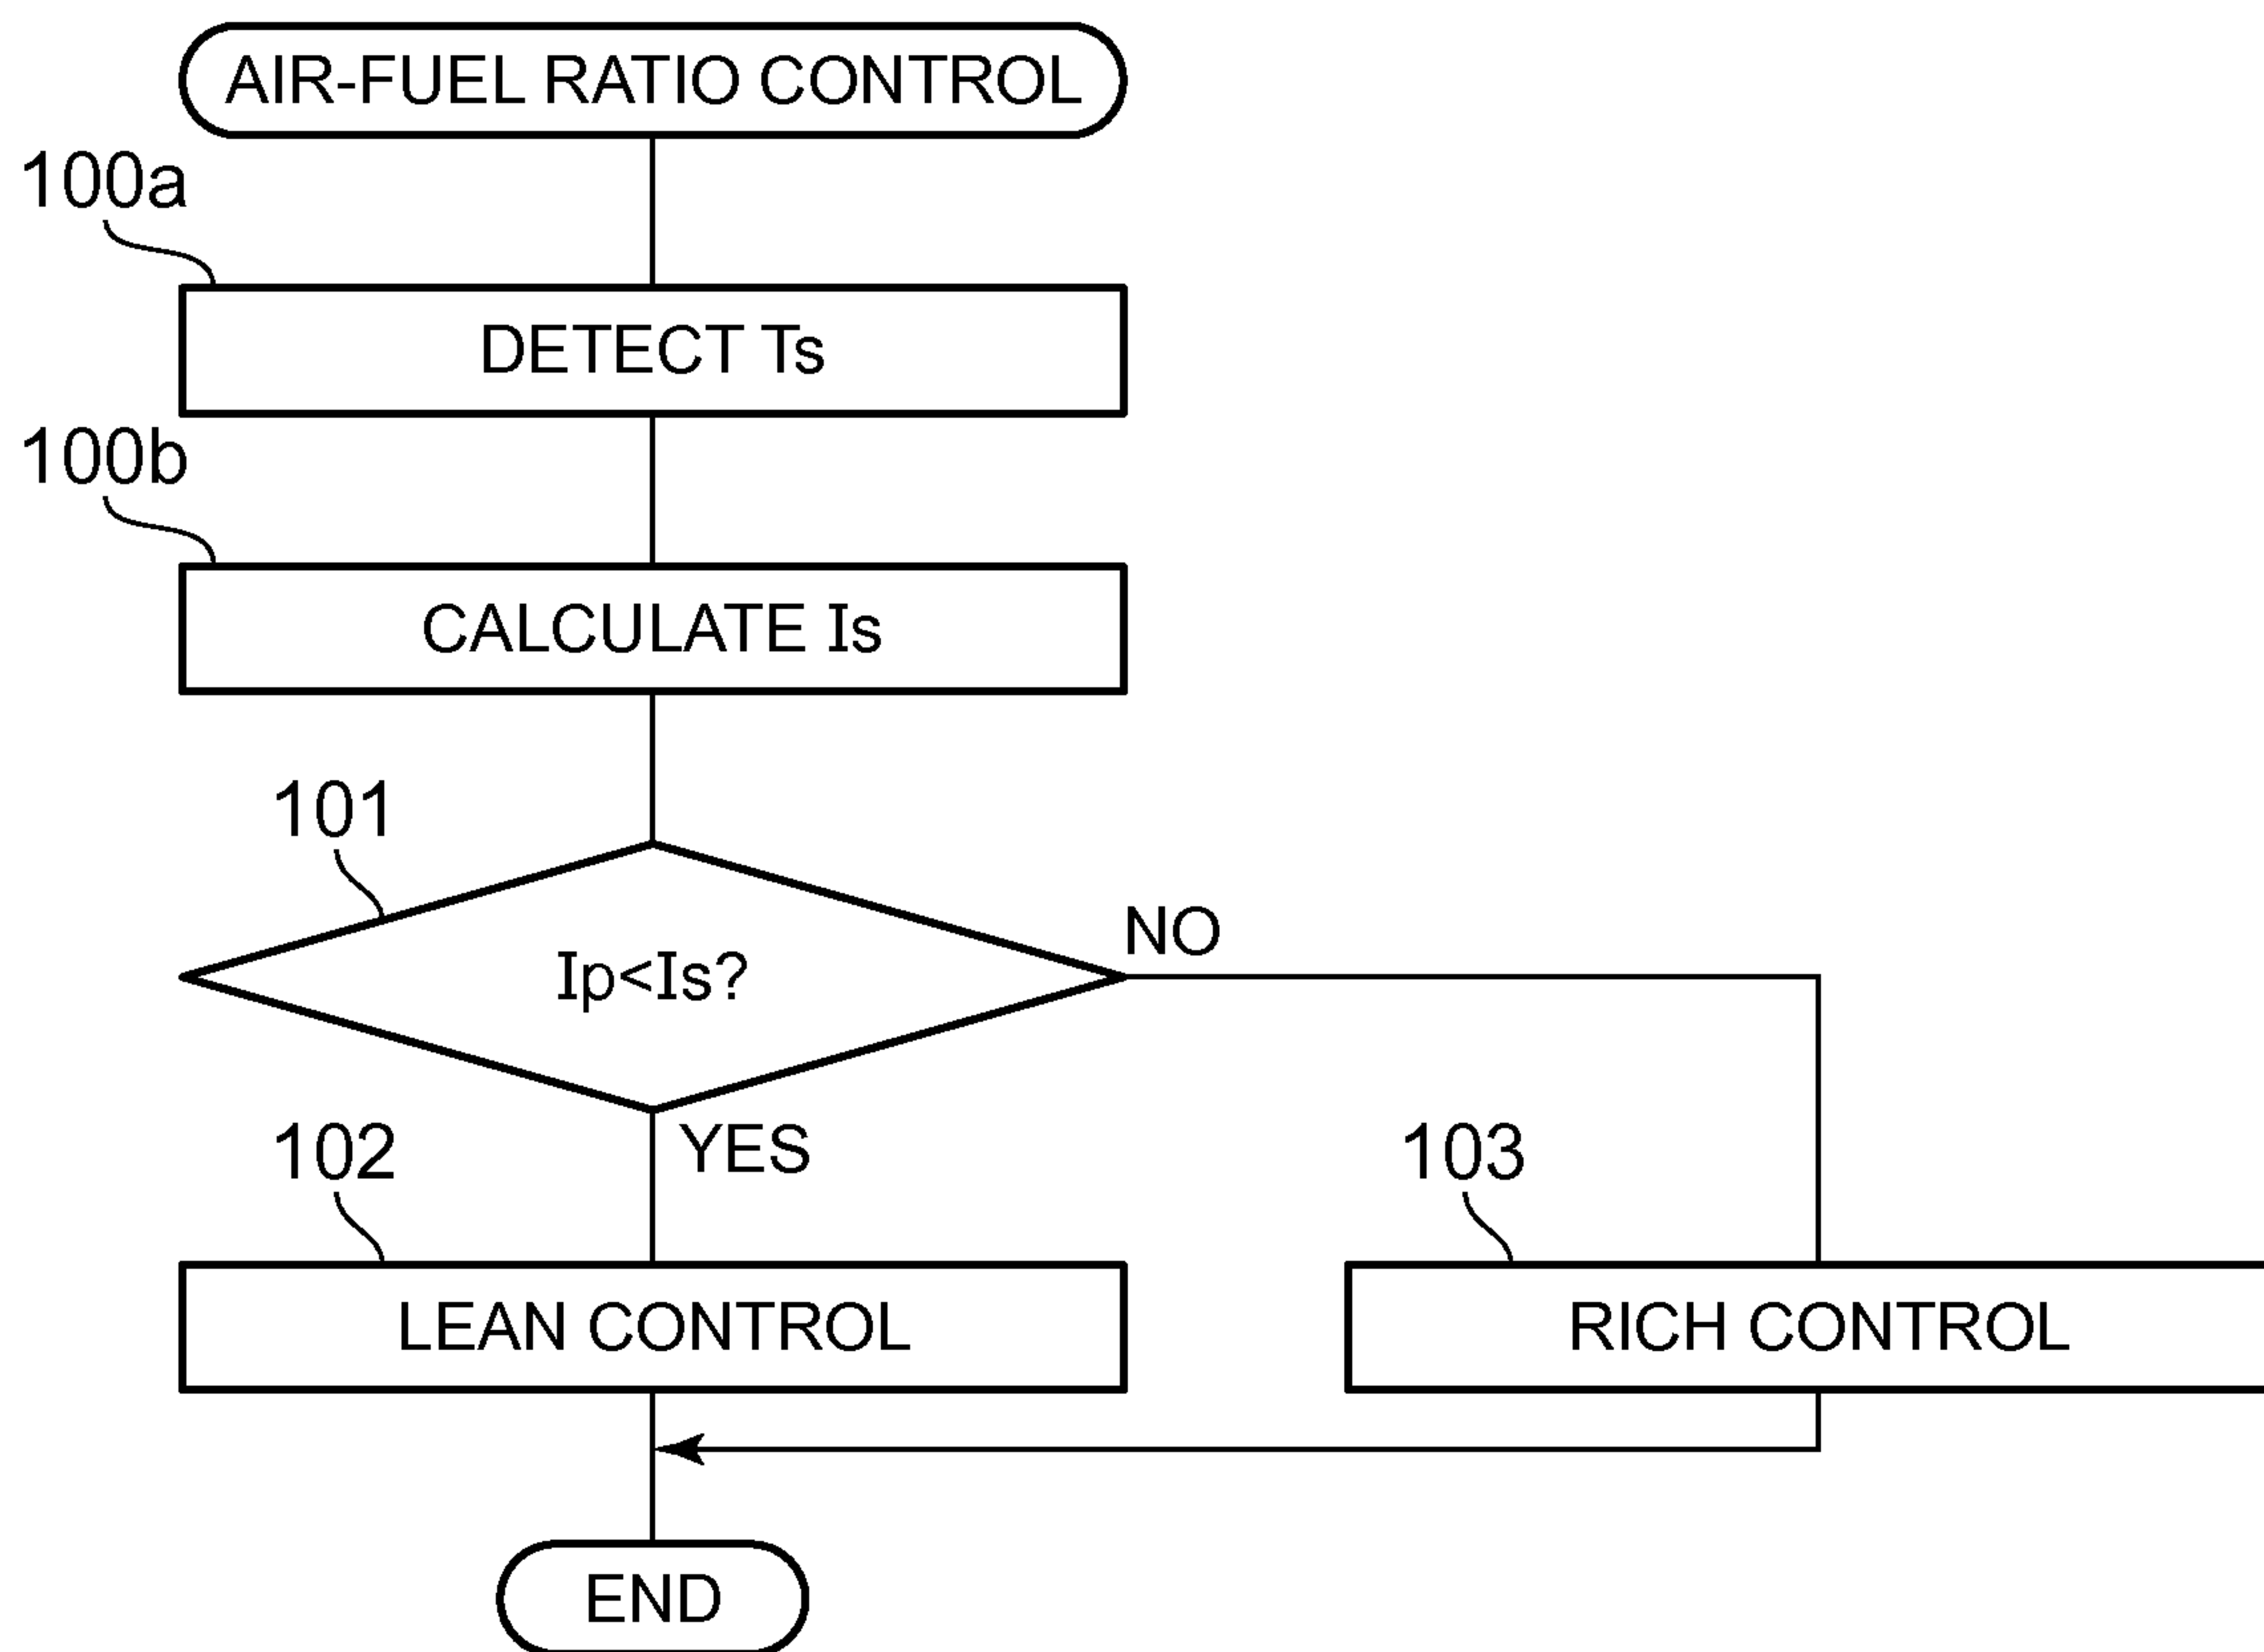 AIR-FUEL RATIO CONTROL
100a
DETECT Ts
100b
CALCULATE Is
101
Ip<Is?
NO
YES
102
LEAN CONTROL
103
RICH CONTROL
END